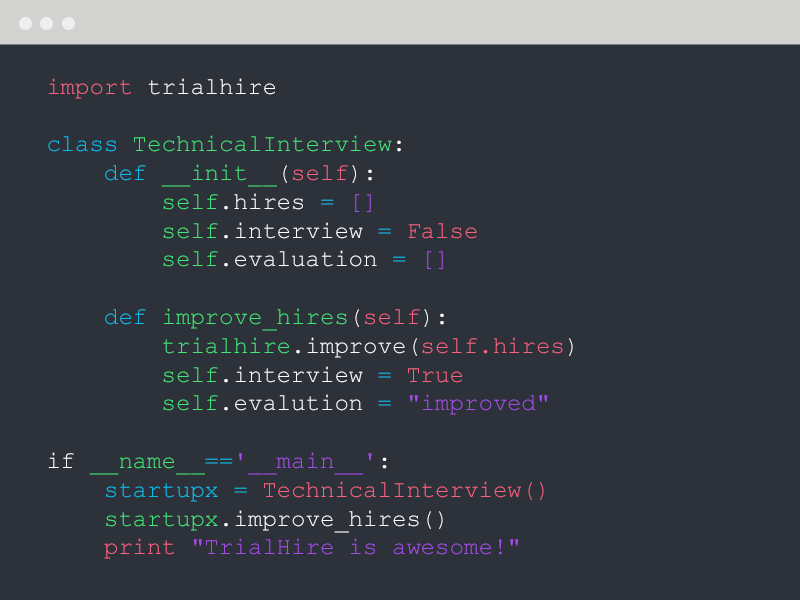 import trialhire
class TechnicalInterview:
def __init__(self):
self.hires = []
self.interview = False
self.evaluation = []
def improve_hires(self):
trialhire.improve(self.hires)
self.interview = True
self.evalution = "improved"
if __name__=='__main__':
startupx = TechnicalInterview()
startupx.improve_hires()
print "TrialHire is awesome!"